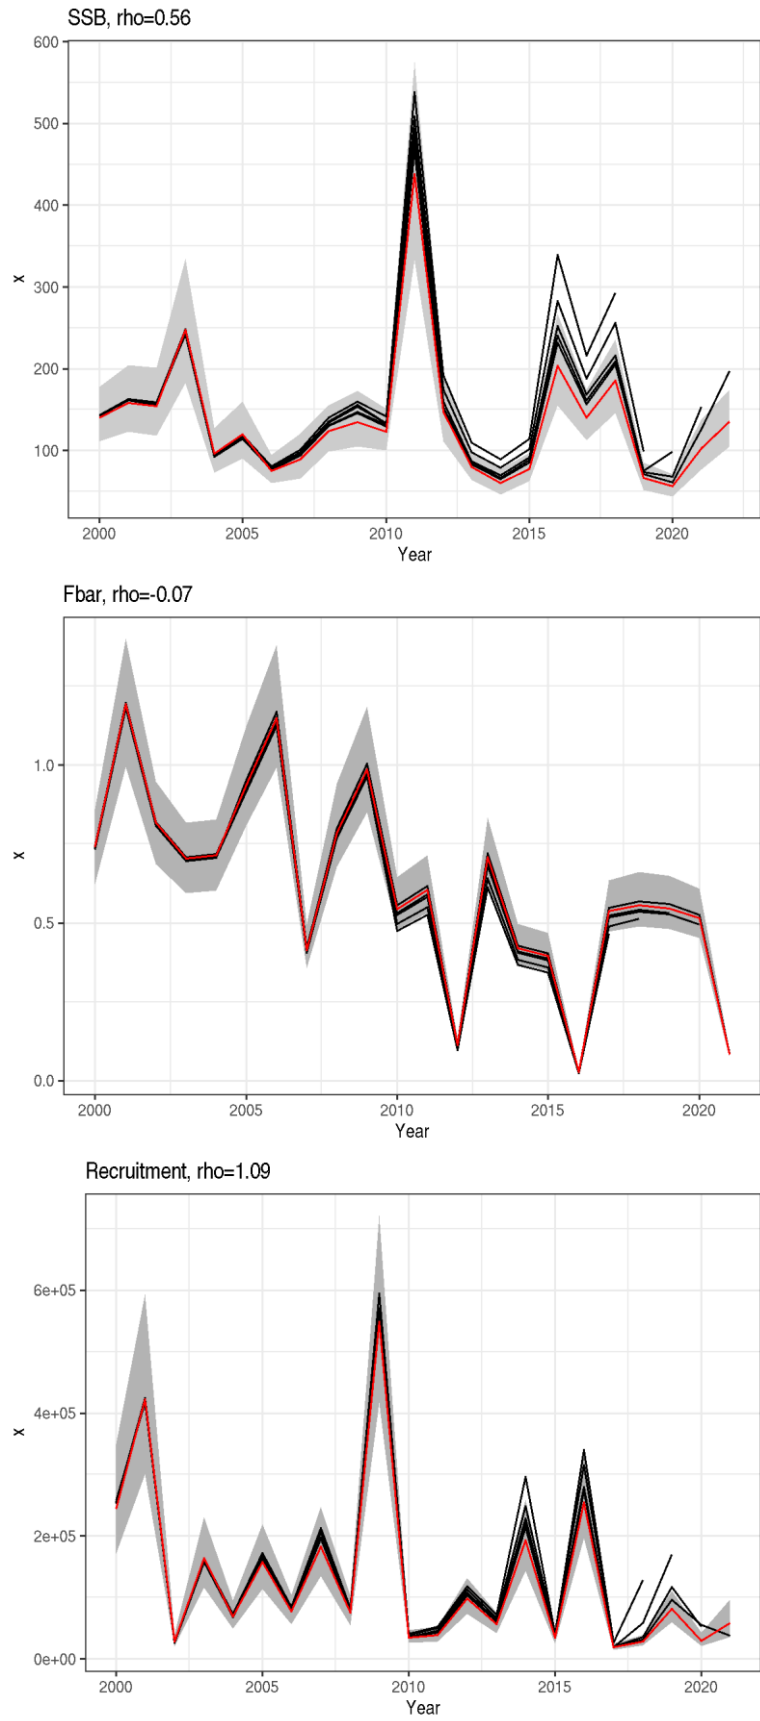 SSB, rho=0.56
600
500
400
300
200
100
x
2000 2005 2010 2015 2020
Year
Fbar, rho=-0.07
1.0
0.5
0.0
x
2000 2005 2010 2015 2020
Year
Recruitment, rho=1.09
6e+05
4e+05
2e+05
0e+00
x
2000 2005 2010 2015 2020
Year